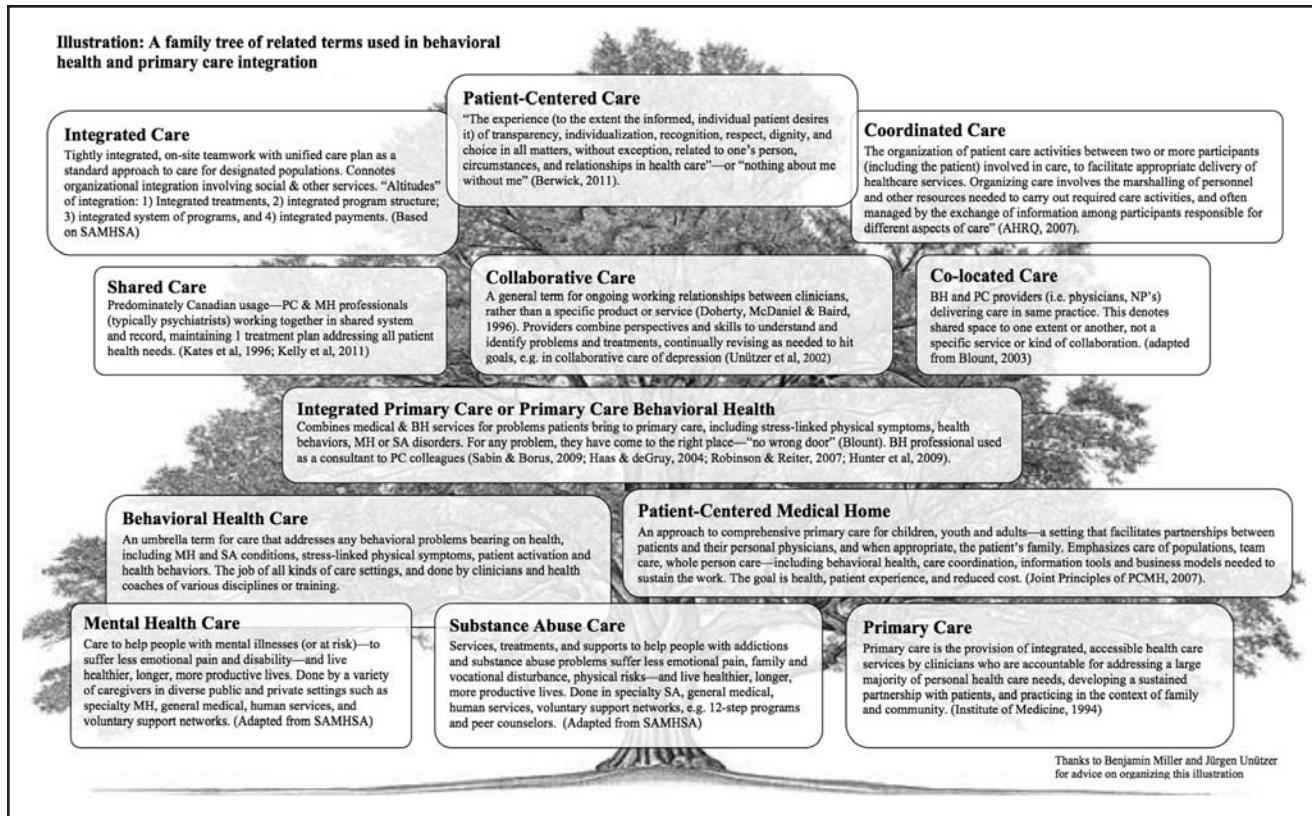 Illustration: A family tree of related terms used in behavioral
health and primary care integration
Patient-Centered Care
“The experience (to the extent the informed, individual patient desires
it) of transparency, individualization, recognition, respect, dignity, and
choice in all matters, without exception, related to one’s person,
circumstances, and relationships in health care”—or “nothing about me
without me” (Berwick, 2011).
Integrated Care
Tightly integrated, on-site teamwork with unified care plan as a
standard approach to care for designated populations. Connotes
organizational integration involving social & other services. “Altitudes”
of integration: 1) Integrated treatments, 2) integrated program structure;
3) integrated system of programs, and 4) integrated payments. (Based
on SAMHSA)
Coordinated Care
The organization of patient care activities between two or more participants
(including the patient) involved in care, to facilitate appropriate delivery of
healthcare services. Organizing care involves the marshalling of personnel
and other resources needed to carry out required care activities, and often
managed by the exchange of information among participants responsible for
different aspects of care” (AHRQ, 2007).
Shared Care
Predominately Canadian usage—PC & MH professionals
(typically psychiatrists) working together in shared system
and record, maintaining 1 treatment plan addressing all patient
health needs. (Kates et al, 1996; Kelly et al, 2011)
Collaborative Care
A general term for ongoing working relationships between clinicians,
rather than a specific product or service (Doherty, McDaniel & Baird,
1996). Providers combine perspectives and skills to understand and
identify problems and treatments, continually revising as needed to hit
goals, e.g. in collaborative care of depression (Unützer et al, 2002)
Co-located Care
BH and PC providers (i.e. physicians, NP’s)
delivering care in same practice. This denotes
shared space to one extent or another, not a
specific service or kind of collaboration. (adapted
from Blount, 2003)
Integrated Primary Care or Primary Care Behavioral Health
Combines medical & BH services for problems patients bring to primary care, including stress-linked physical symptoms, health
behaviors, MH or SA disorders. For any problem, they have come to the right place—“no wrong door” (Blount). BH professional used
as a consultant to PC colleagues (Sabin & Borus, 2009; Haas & deGruy, 2004; Robinson & Reiter, 2007; Hunter et al, 2009).
Behavioral Health Care
An umbrella term for care that addresses any behavioral problems bearing on health,
including MH and SA conditions, stress-linked physical symptoms, patient activation and
health behaviors. The job of all kinds of care settings, and done by clinicians and health
coaches of various disciplines or training.
Patient-Centered Medical Home
An approach to comprehensive primary care for children, youth and adults—a setting that facilitates partnerships between
patients and their personal physicians, and when appropriate, the patient’s family. Emphasizes care of populations, team
care, whole person care—including behavioral health, care coordination, information tools and business models needed to
sustain the work. The goal is health, patient experience, and reduced cost. (Joint Principles of PCMH, 2007).
Mental Health Care
Care to help people with mental illnesses (or at risk)—to
suffer less emotional pain and disability—and live
healthier, longer, more productive lives. Done by a variety
of caregivers in diverse public and private settings such as
specialty MH, general medical, human services, and
voluntary support networks. (Adapted from SAMHSA)
Substance Abuse Care
Services, treatments, and supports to help people with addictions
and substance abuse problems suffer less emotional pain, family and
vocational disturbance, physical risks—and live healthier, longer,
more productive lives. Done in specialty SA, general medical,
human services, voluntary support networks, e.g. 12-step programs
and peer counselors. (Adapted from SAMHSA)
Primary Care
Primary care is the provision of integrated, accessible health care
services by clinicians who are accountable for addressing a large
majority of personal health care needs, developing a sustained
partnership with patients, and practicing in the context of family
and community. (Institute of Medicine, 1994)
Thanks to Benjamin Miller and Jürgen Unützer
for advice on organizing this illustration